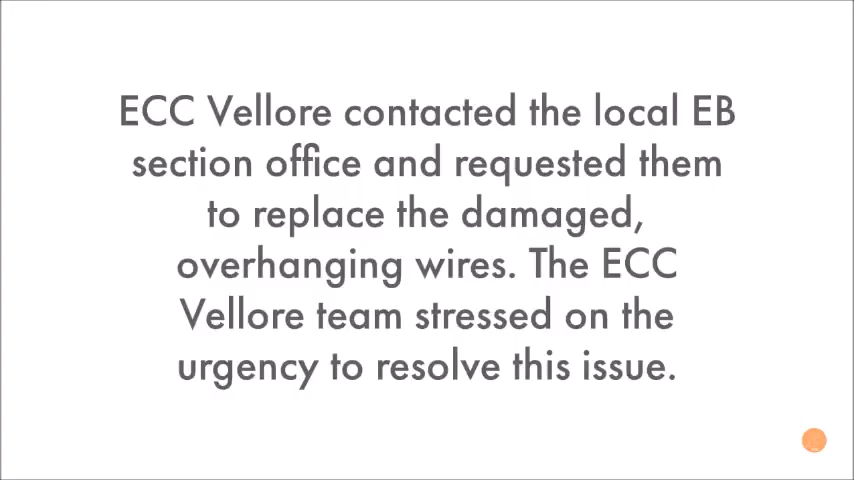 ECC Vellore contacted the local EB
section office and requested them
to replace the damaged,
overhanging wires. The ECC
Vellore team stressed on the
urgency to resolve this issue.